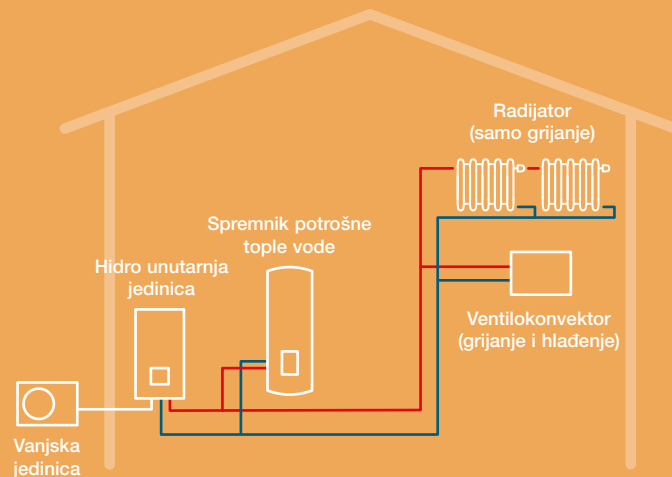 Radijator
(samo grijanje)
Spremnik potrošne
tople vode
Hidro unutarnja
jedinica
Ventilokonvektor
(grijanje i hlađenje)
Vanjska
jedinica